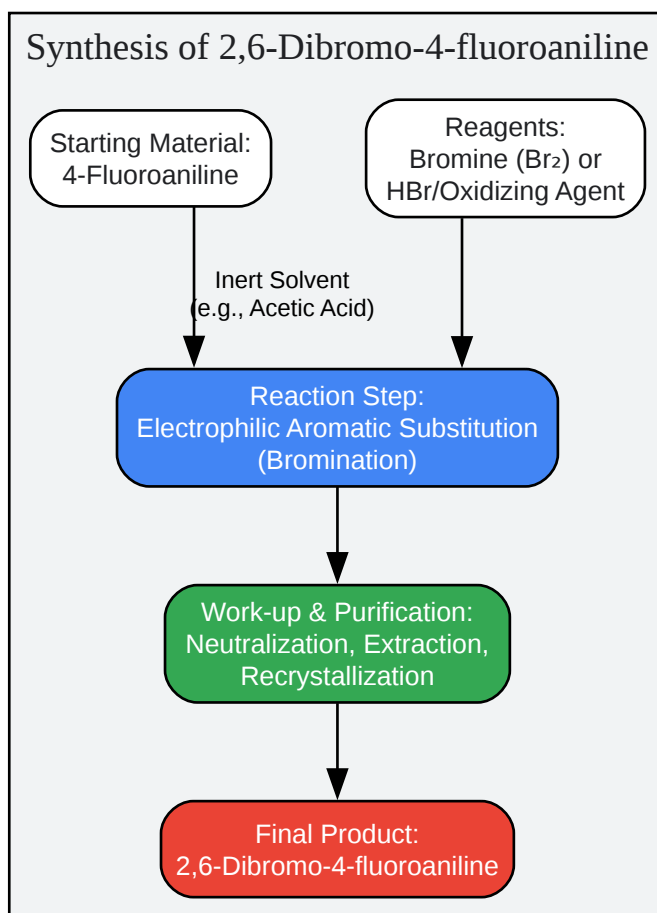 Synthesis of 2,6-Dibromo-4-fluoroaniline
Starting Material:
4-Fluoroaniline
Reagents:
Bromine (Br₂) or
HBr/Oxidizing Agent
Inert Solvent
(e.g., Acetic Acid)
Reaction Step:
Electrophilic Aromatic Substitution
(Bromination)
Work-up & Purification:
Neutralization, Extraction,
Recrystallization
Final Product:
2,6-Dibromo-4-fluoroaniline